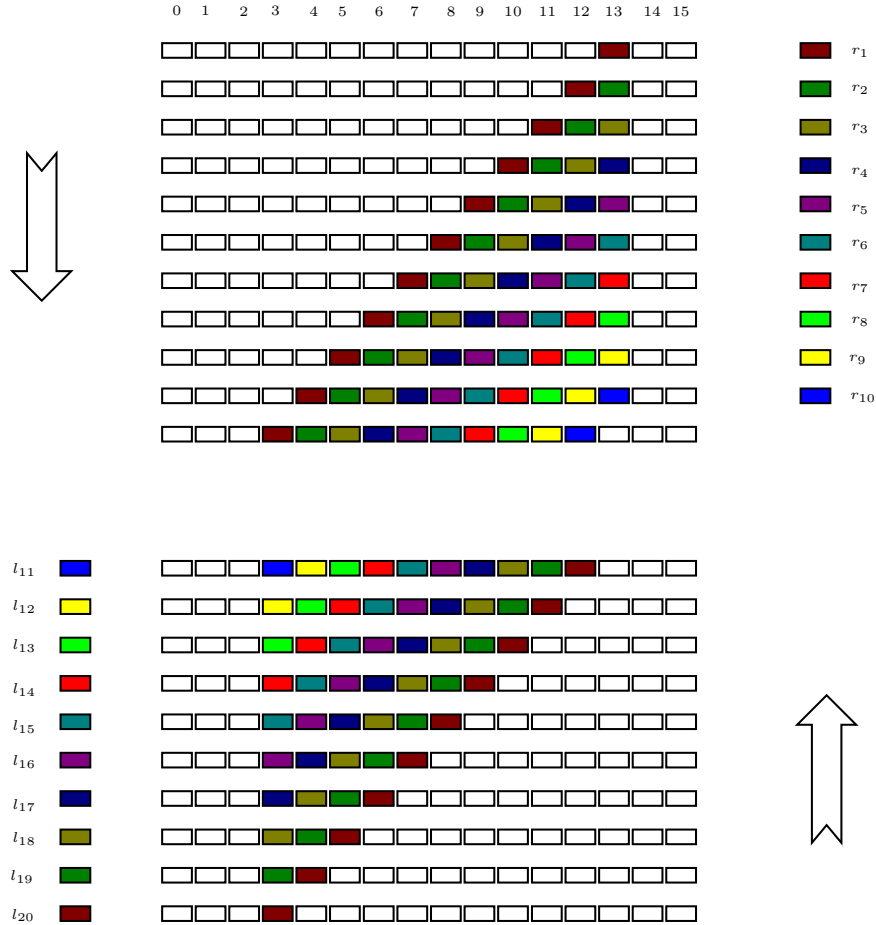 0 1 2 3 4 5 6 7 8 9 10 11 12 13 14 15
r₁
r₂
r₃
r₄
r₅
r₆
r₇
r₈
r₉
r₁₀
l₁₁
l₁₂
l₁₃
l₁₄
l₁₅
l₁₆
l₁₇
l₁₈
l₁₉
l₂₀